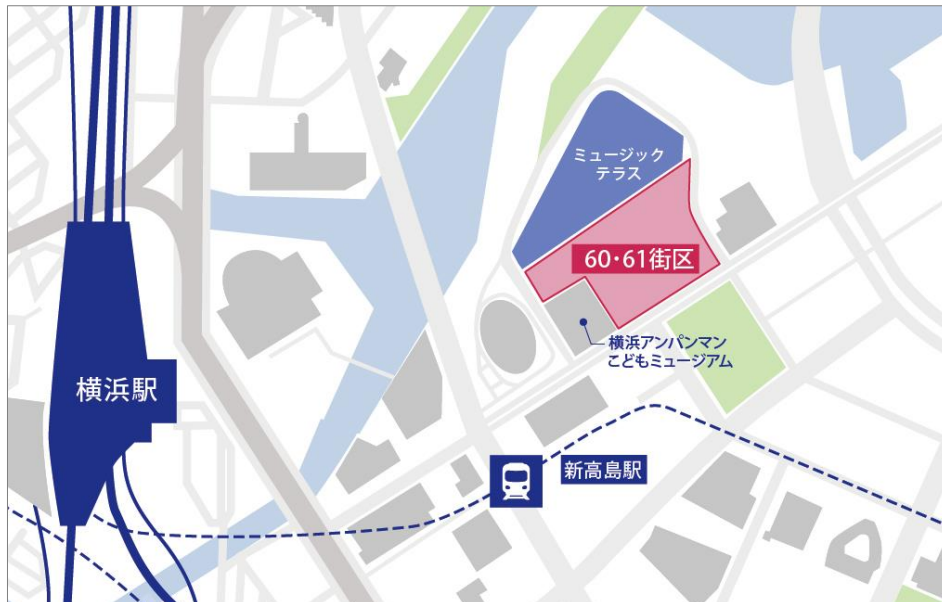 ミュージック
テラス
60・61街区
横浜アンパンマン
こどもミュージアム
横浜駅
新高島駅